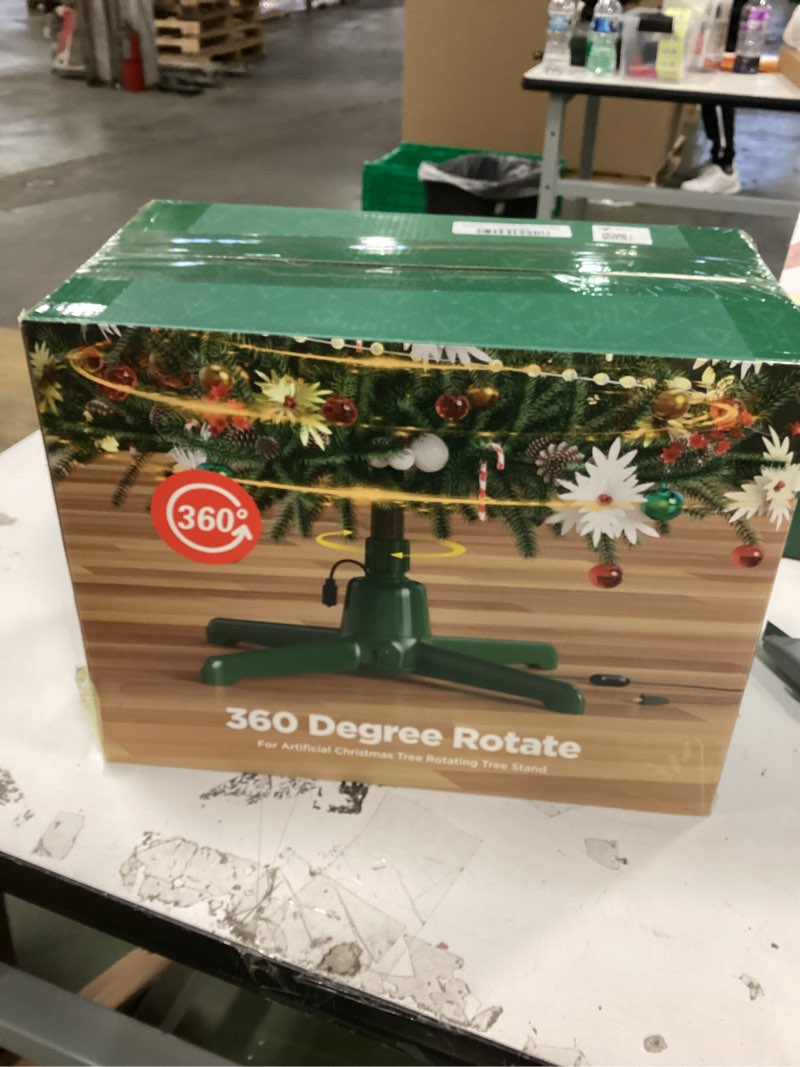 360°
360 Degree Rotate
For Artificial Christmas Tree Rotating Tree Stand